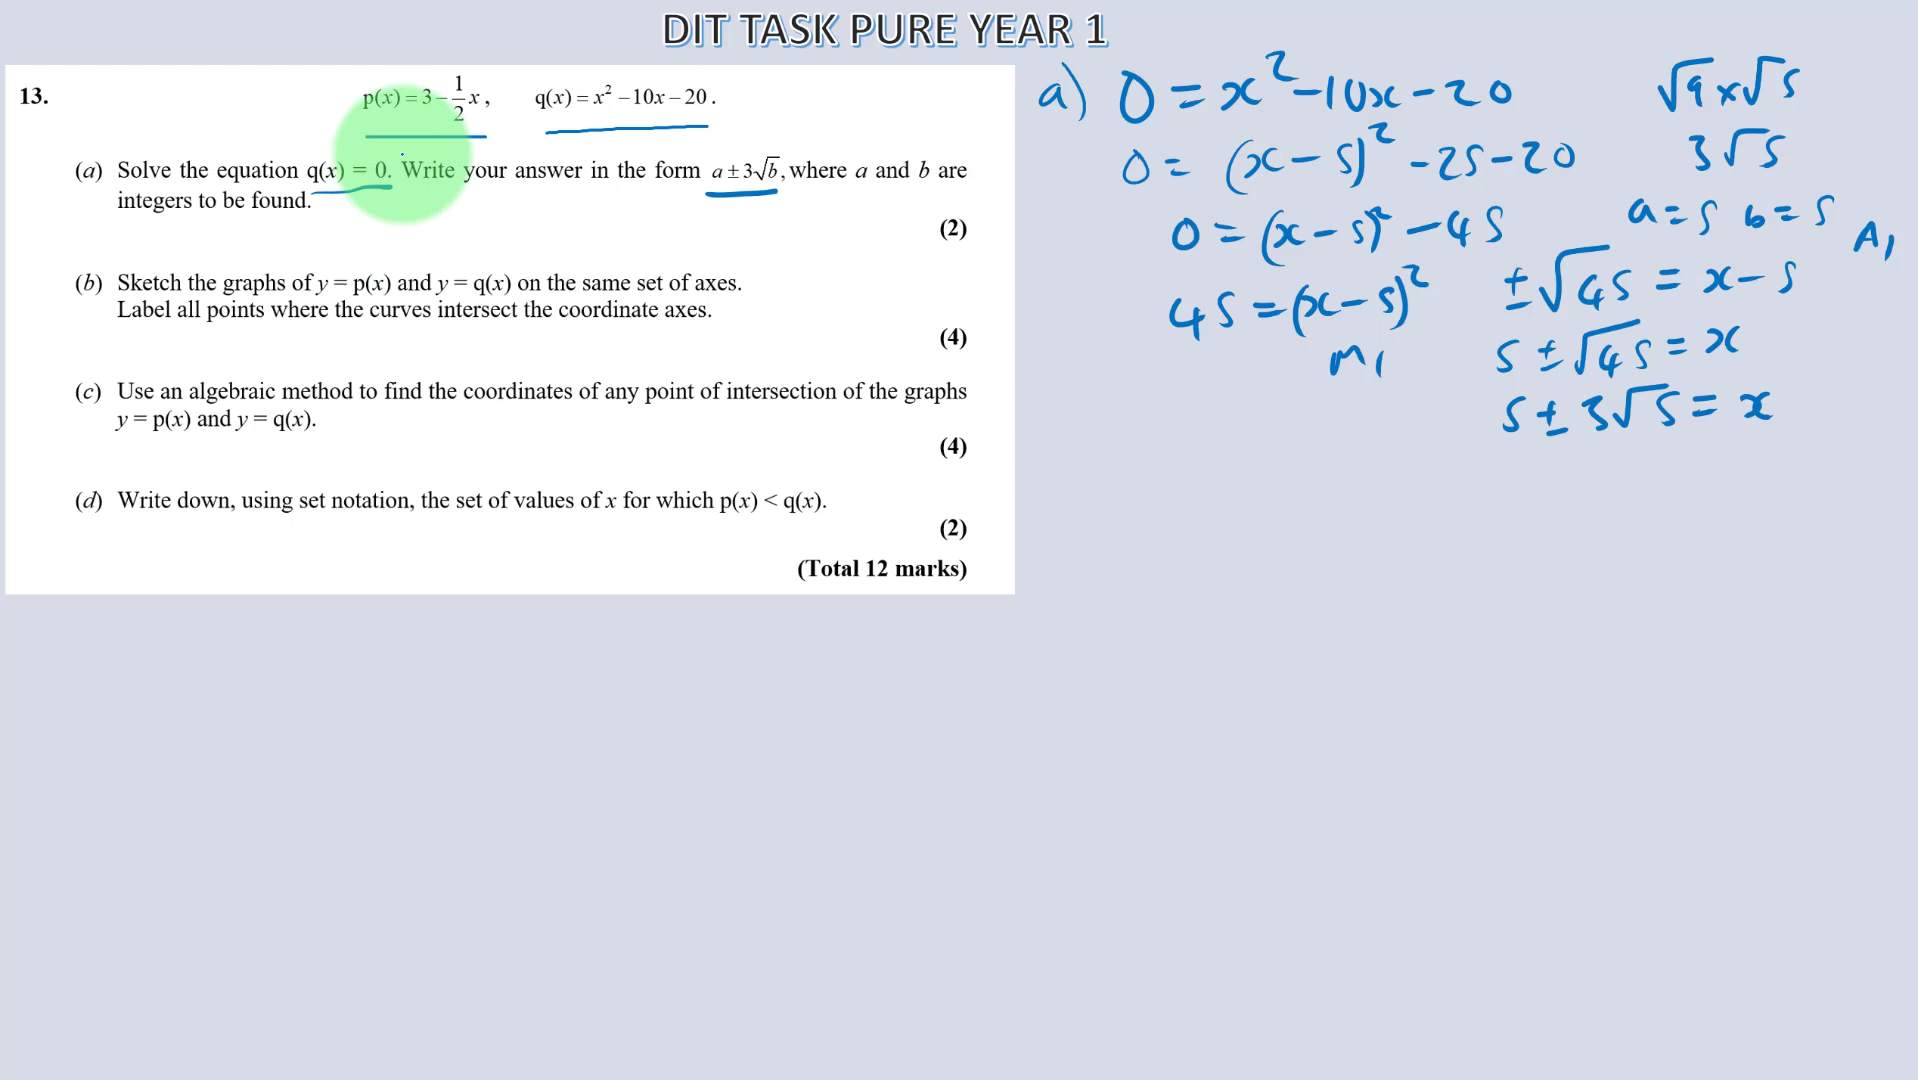 DIT TASK PURE YEAR 1
13. p(x) = 3 − 1/2 x, q(x) = x² − 10x − 20.
(a) Solve the equation q(x) = 0. Write your answer in the form a ± 3√b, where a and b are
integers to be found.
(2)
(b) Sketch the graphs of y = p(x) and y = q(x) on the same set of axes.
Label all points where the curves intersect the coordinate axes.
(4)
(c) Use an algebraic method to find the coordinates of any point of intersection of the graphs
y = p(x) and y = q(x).
(4)
(d) Write down, using set notation, the set of values of x for which p(x) < q(x).
(2)
(Total 12 marks)
a) 0 = x² − 10x − 20
0 = (x − 5)² − 25 − 20
0 = (x − 5)² − 45
45 = (x − 5)²
M1
√9 × √5
3√5
a = 5 b = 5
A1
± √45 = x − 5
5 ± √45 = x
5 ± 3√5 = x